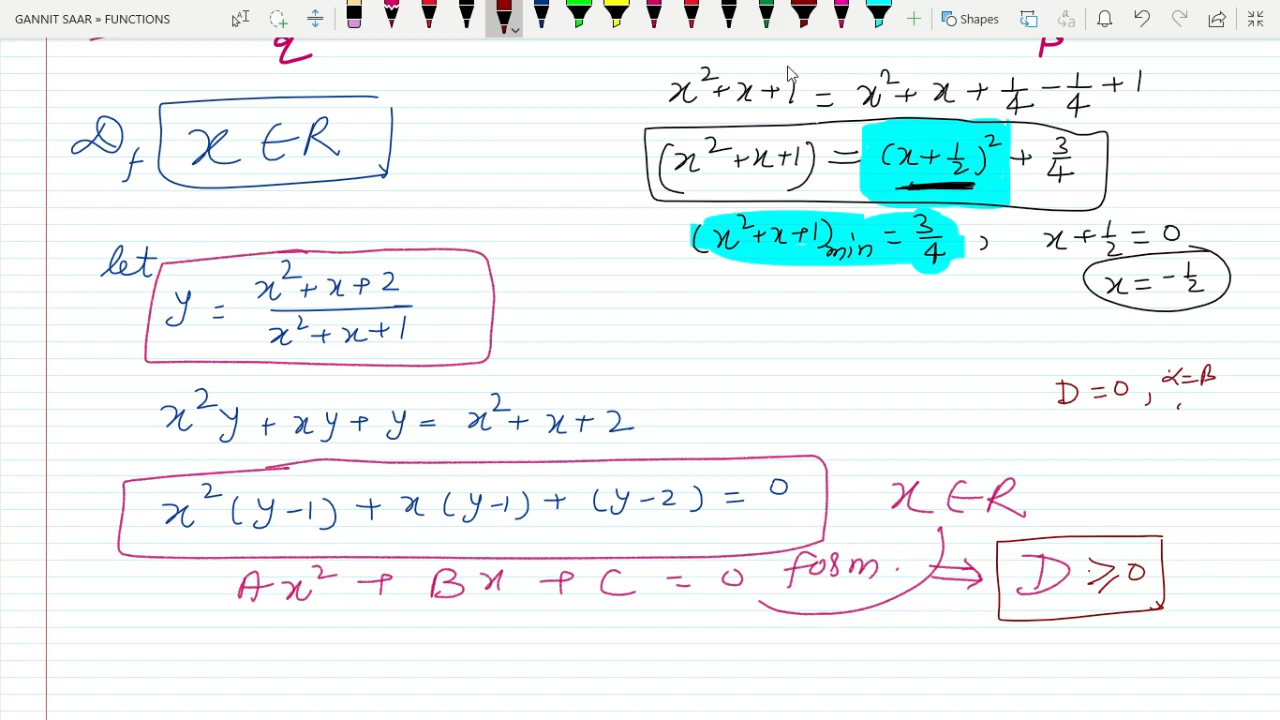 GANNIT SAAR » FUNCTIONS
Shapes
q
p
x² + x + 1 = x² + x + 1/4 - 1/4 + 1
D_f x ∈ R
(x² + x + 1) = (x + 1/2)² + 3/4
(x² + x + 1)min = 3/4 , x + 1/2 = 0
x = - 1/2
let y = (x² + x + 2)/(x² + x + 1)
D = 0 , α = β
x²y + xy + y = x² + x + 2
x² (y-1) + x (y-1) + (y-2) = 0
x ∈ R
Ax² + Bx + C = 0 form. ⇒ D ⩾ 0